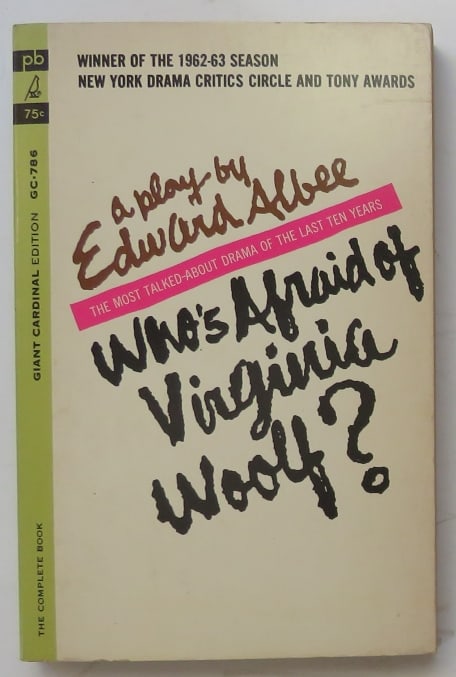 pb
75¢
GIANT CARDINAL EDITION GC·786
THE COMPLETE BOOK
WINNER OF THE 1962-63 SEASON
NEW YORK DRAMA CRITICS CIRCLE AND TONY AWARDS
a play by
Edward Albee
THE MOST TALKED-ABOUT DRAMA OF THE LAST TEN YEARS
Who's Afraid of
Virginia
Woolf?